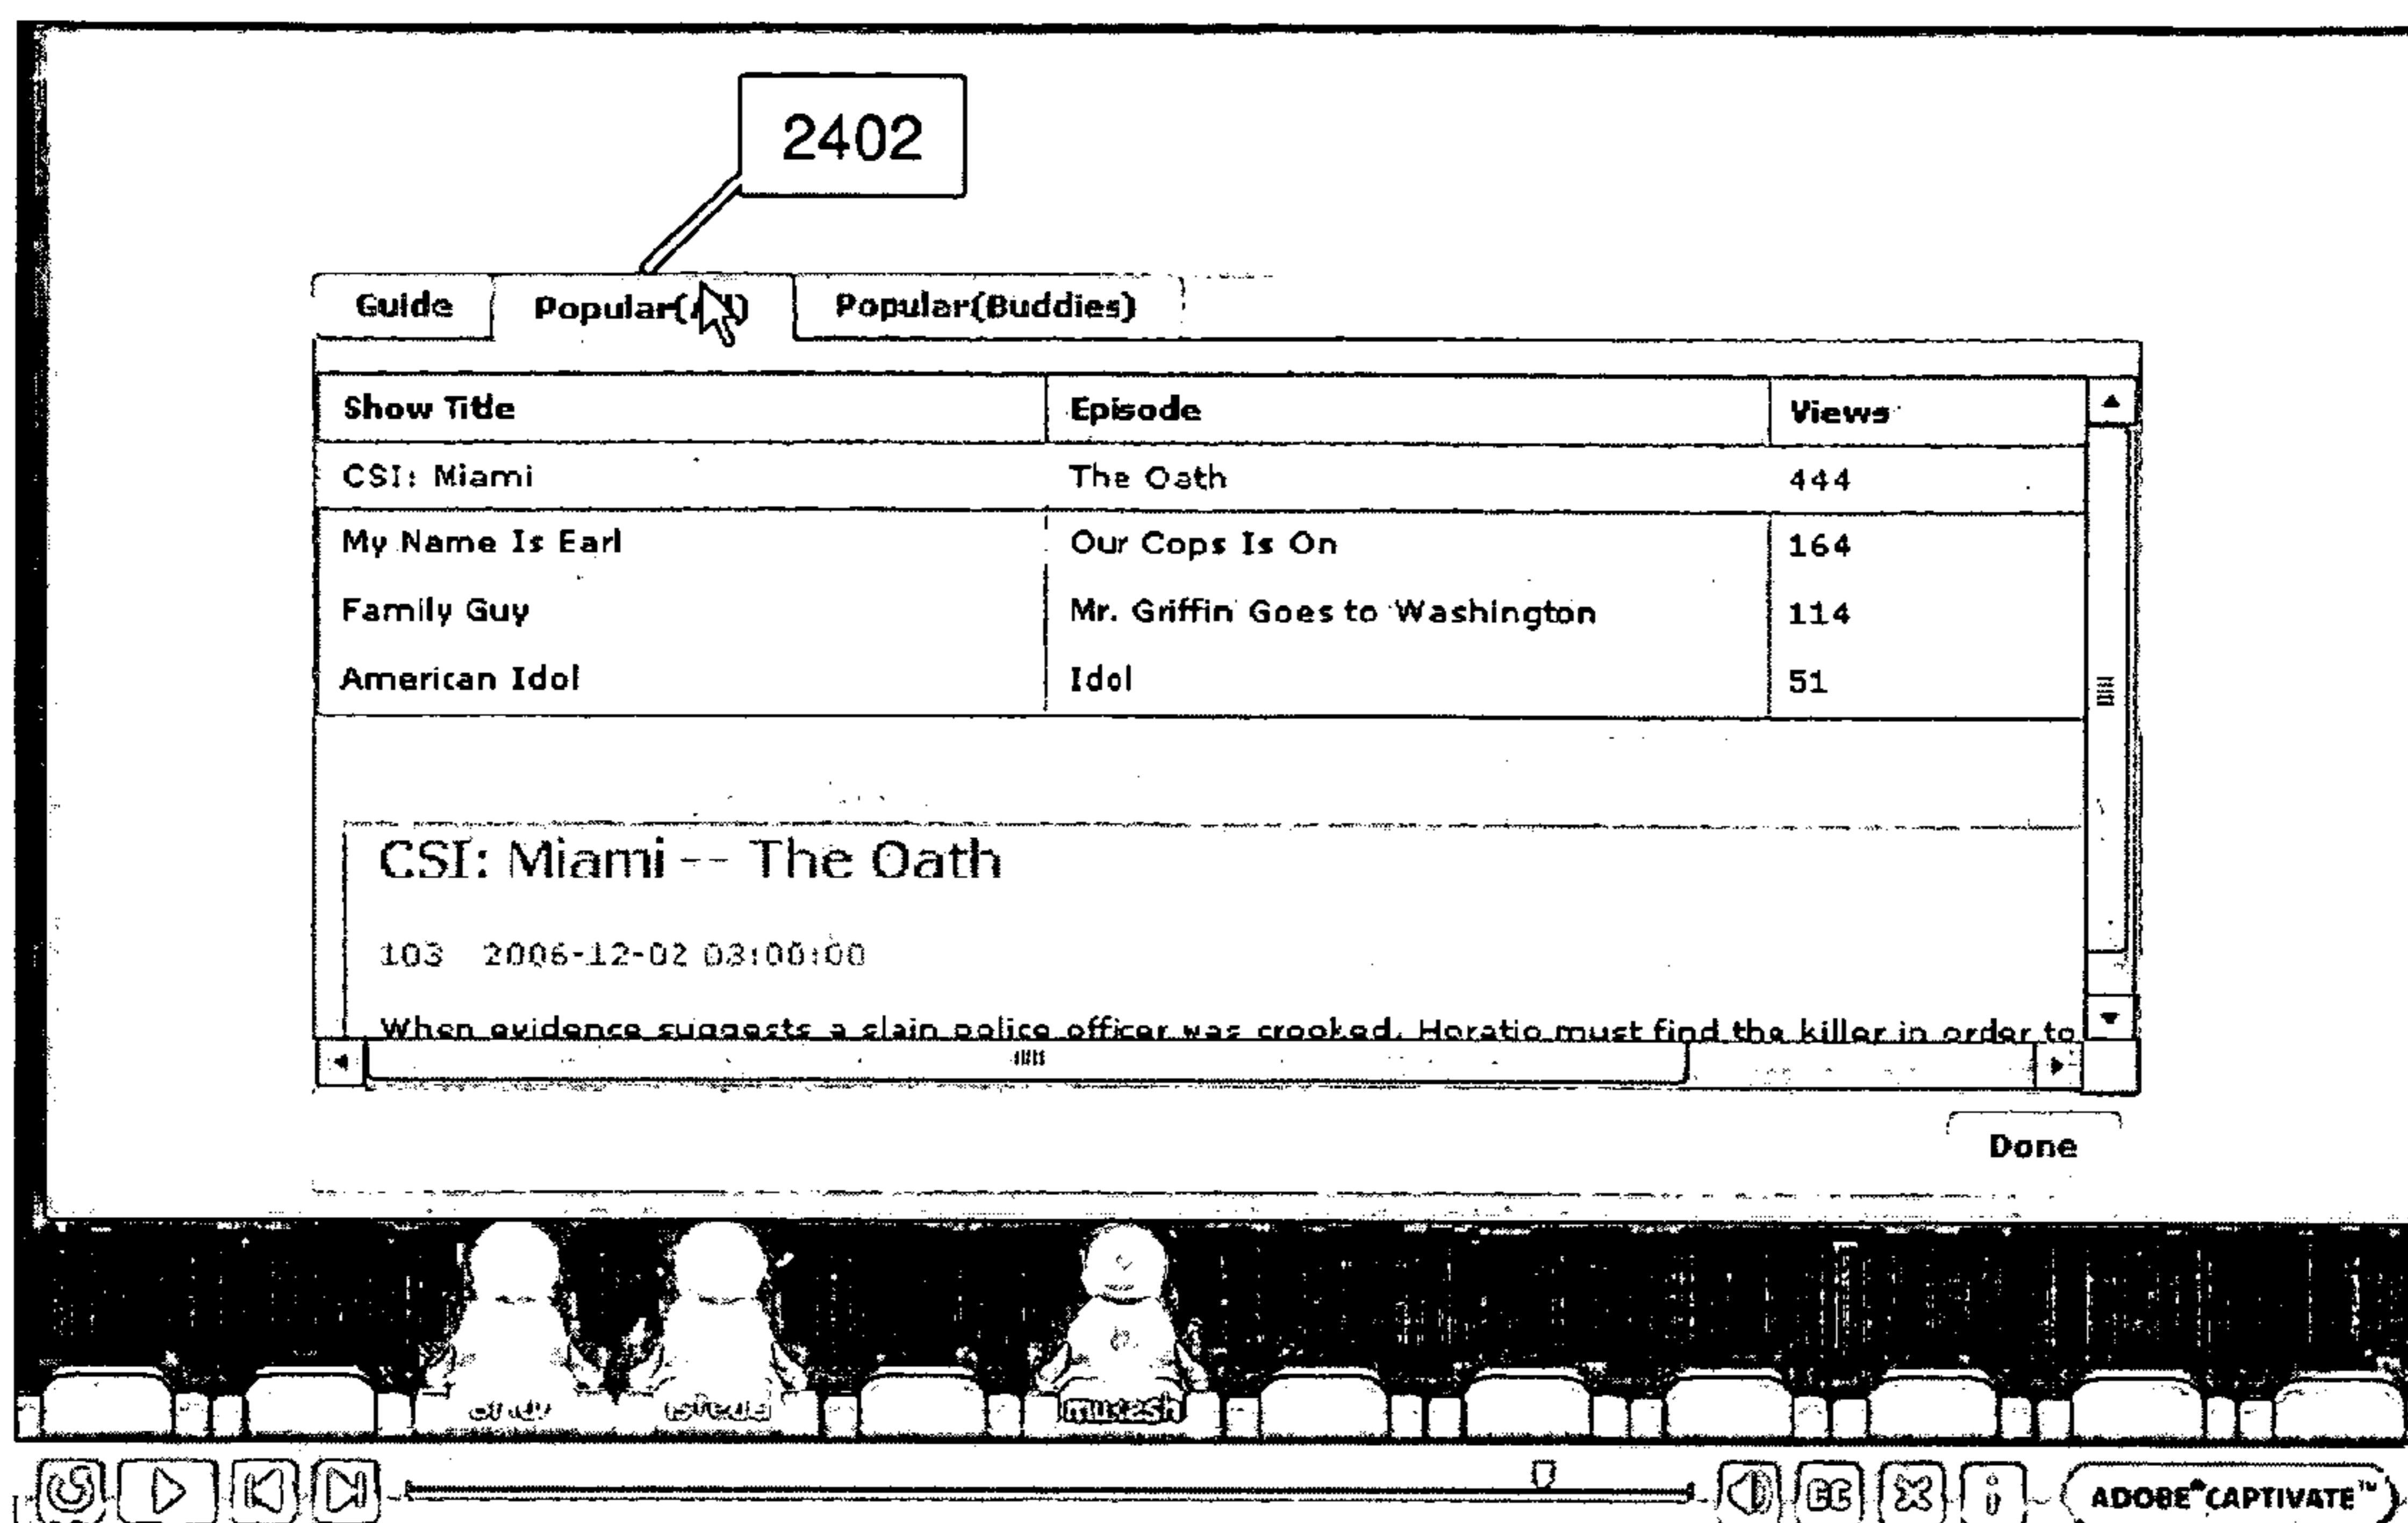 2402
Guide Popular( ) Popular(Buddies)
Show Title Episode Views
CSI: Miami The Oath 444
My Name Is Earl Our Cops Is On 164
Family Guy Mr. Griffin Goes to Washington 114
American Idol Idol 51
CSI: Miami -- The Oath
103 2006-12-02 03:00:00
When evidence suggests a slain police officer was crooked, Horatio must find the killer in order to
Done
mutesh
CC i ADOBE® CAPTIVATE™